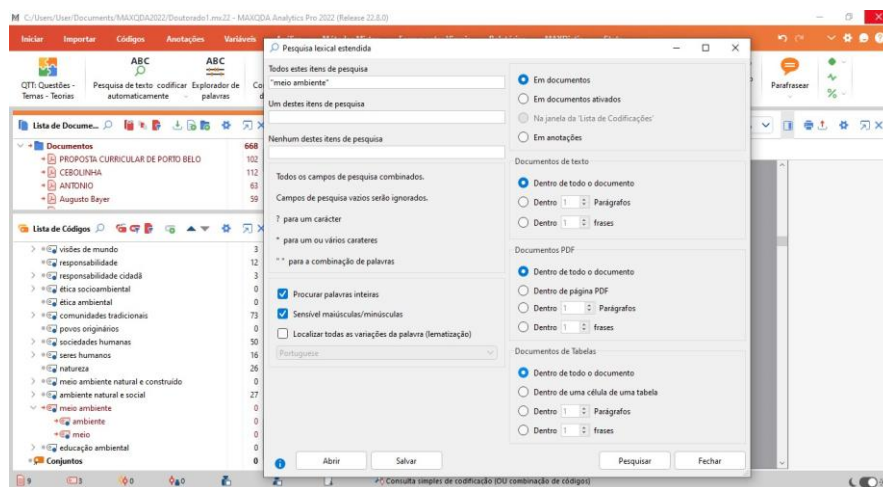 C:/Users/User/Documents/MAXQDA2022/Doutorado1.mx22 - MAXQDA Analytics Pro 2022 (Release 22.8.0)
Iniciar Importar Códigos Anotações Variáveis
ABC ABC
QTT: Questões - Temas - Teorias
Pesquisa de texto codificar automaticamente
Explorador de palavras
Parafrasear
Lista de Docume...
Documentos 668
PROPOSTA CURRICULAR DE PORTO BELO 102
CEBOLINHA 112
ANTONIO 63
Augusto Bayer 59
Lista de Códigos
visões de mundo 3
responsabilidade 12
responsabilidade cidadã 3
ética socioambiental 0
ética ambiental 0
comunidades tradicionais 73
povos originários 0
sociedades humanas 50
seres humanos 16
natureza 26
meio ambiente natural e construído 0
ambiente natural e social 27
meio ambiente 0
ambiente 0
meio 0
educação ambiental 0
Conjuntos 0
Pesquisa lexical estendida
Todos estes itens de pesquisa
"meio ambiente"
Um destes itens de pesquisa
Nenhum destes itens de pesquisa
Todos os campos de pesquisa combinados.
Campos de pesquisa vazios serão ignorados.
? para um carácter
* para um ou vários carateres
" " para a combinação de palavras
Procurar palavras inteiras
Sensível maiúsculas/minúsculas
Localizar todas as variações da palavra (lematização)
Portuguese
Em documentos
Em documentos ativados
Na janela da 'Lista de Codificações'
Em anotações
Documentos de texto
Dentro de todo o documento
Dentro 1 Parágrafos
Dentro 1 frases
Documentos PDF
Dentro de todo o documento
Dentro de página PDF
Dentro 1 Parágrafos
Dentro 1 frases
Documentos de Tabelas
Dentro de todo o documento
Dentro de uma célula de uma tabela
Dentro 1 Parágrafos
Dentro 1 frases
Abrir Salvar Pesquisar Fechar
9 3 0 0 Consulta simples de codificação (OU combinação de códigos)